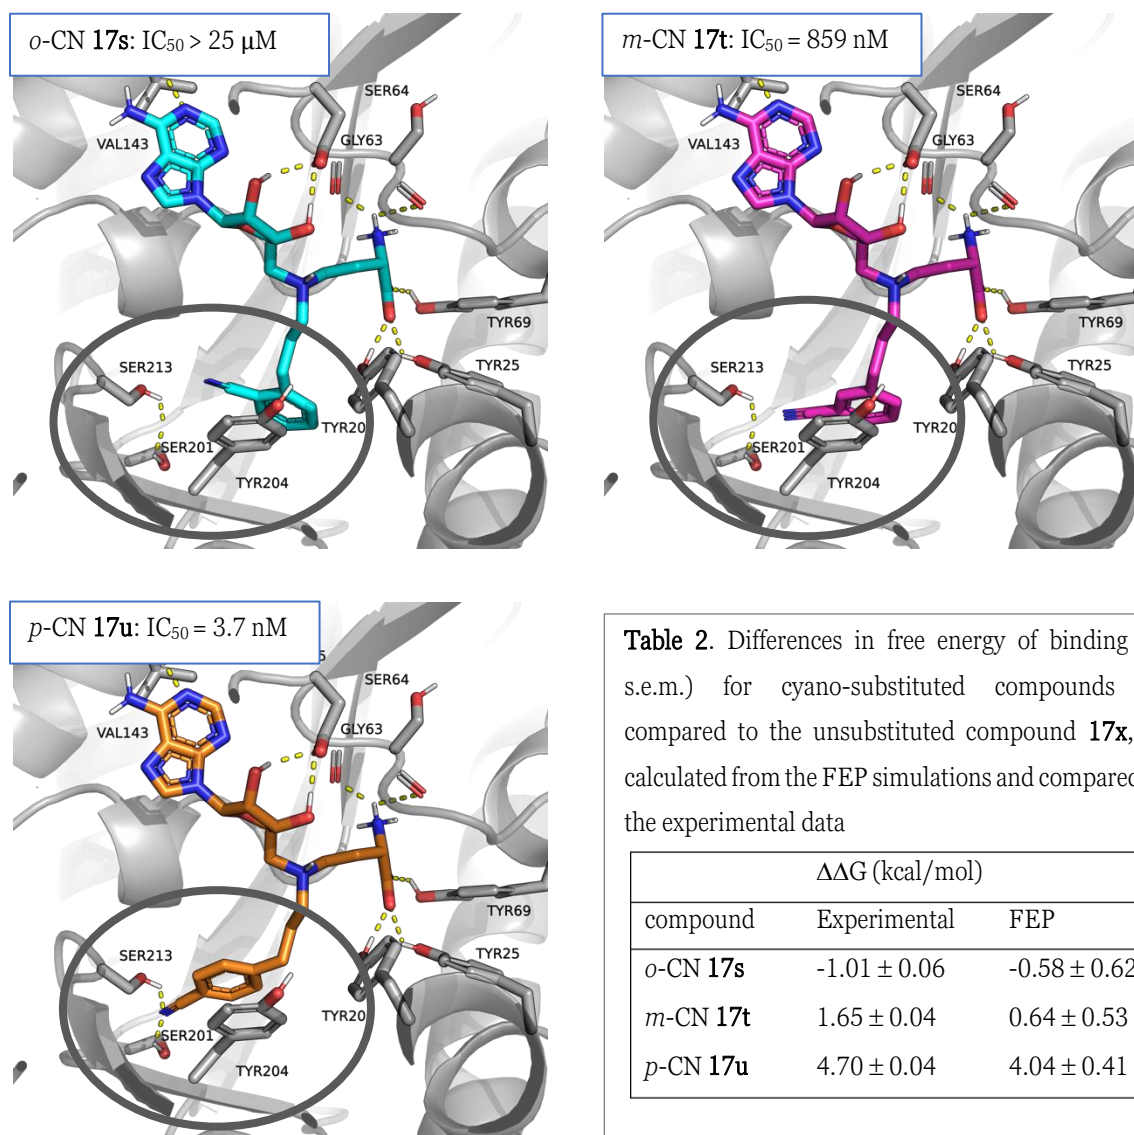 o-CN 17s: IC50 > 25 μM
SER64
GLY63
VAL143
TYR69
TYR25
SER213
TYR20
SER201
TYR204
m-CN 17t: IC50 = 859 nM
SER64
GLY63
VAL143
TYR69
TYR25
SER213
TYR20
SER201
TYR204
p-CN 17u: IC50 = 3.7 nM
SER64
GLY63
VAL143
TYR69
TYR25
SER213
TYR20
SER201
TYR204
Table 2. Differences in free energy of binding
s.e.m.) for cyano-substituted compounds
compared to the unsubstituted compound 17x,
calculated from the FEP simulations and compared
the experimental data
ΔΔG (kcal/mol)
compound Experimental FEP
o-CN 17s -1.01 ± 0.06 -0.58 ± 0.62
m-CN 17t 1.65 ± 0.04 0.64 ± 0.53
p-CN 17u 4.70 ± 0.04 4.04 ± 0.41